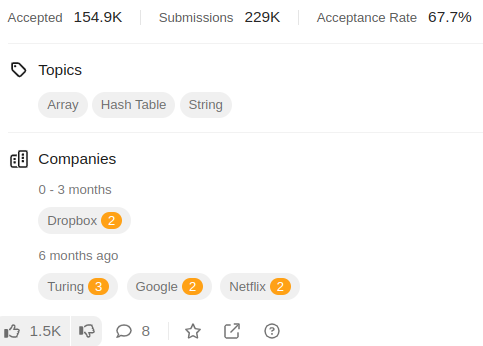 Accepted 154.9K Submissions 229K Acceptance Rate 67.7%
Topics
Array Hash Table String
Companies
0 - 3 months
Dropbox 2
6 months ago
Turing 3 Google 2 Netflix 2
1.5K 8